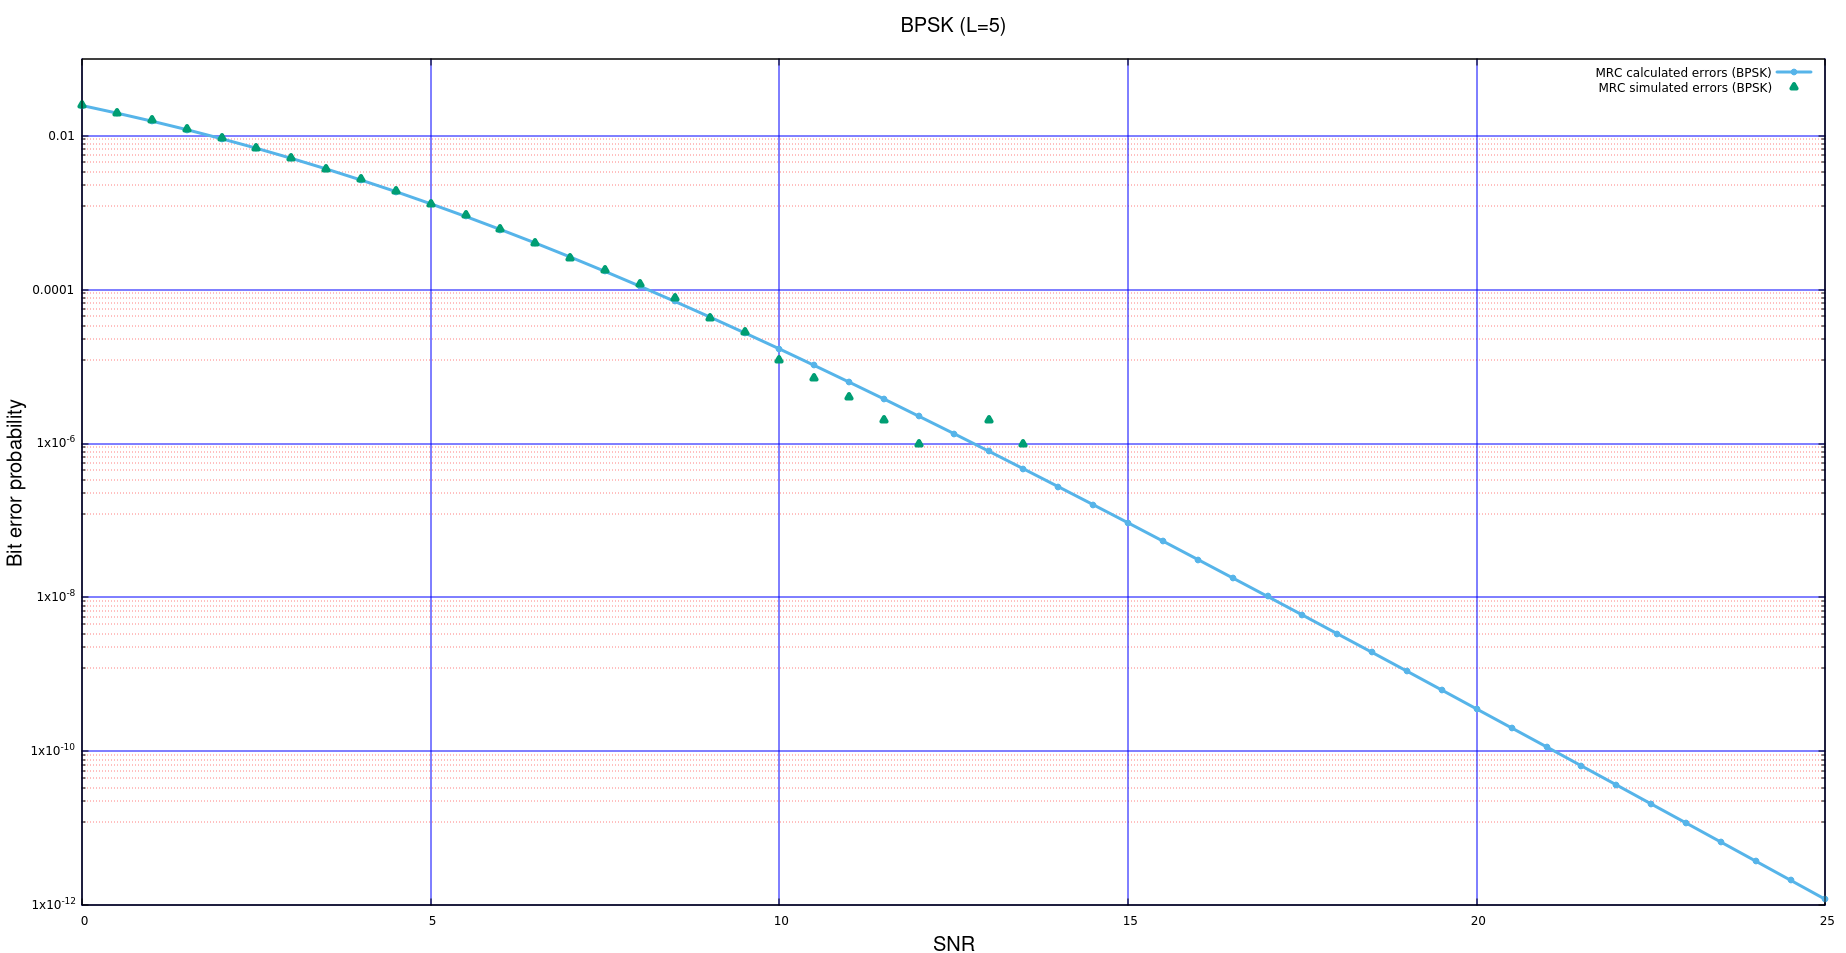 BPSK (L=5)
MRC calculated errors (BPSK)
MRC simulated errors (BPSK)
Bit error probability
0.01
0.0001
1x10⁻⁶
1x10⁻⁸
1x10⁻¹⁰
1x10⁻¹²
0 5 10 15 20 25
SNR